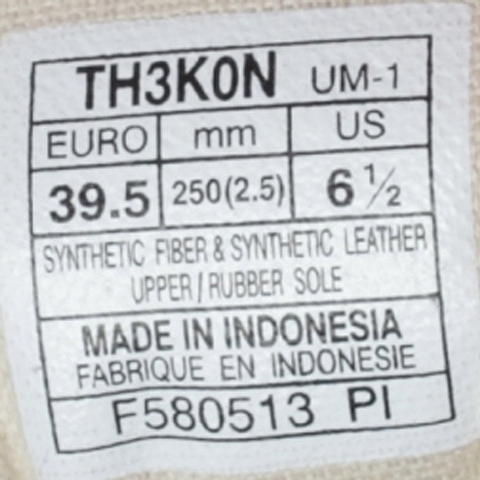 TH3K0N UM-1
EURO mm US
39.5 250(2.5) 6 ½
SYNTHETIC FIBER & SYNTHETIC LEATHER
UPPER / RUBBER SOLE
MADE IN INDONESIA
FABRIQUE EN INDONESIE
F580513 PI